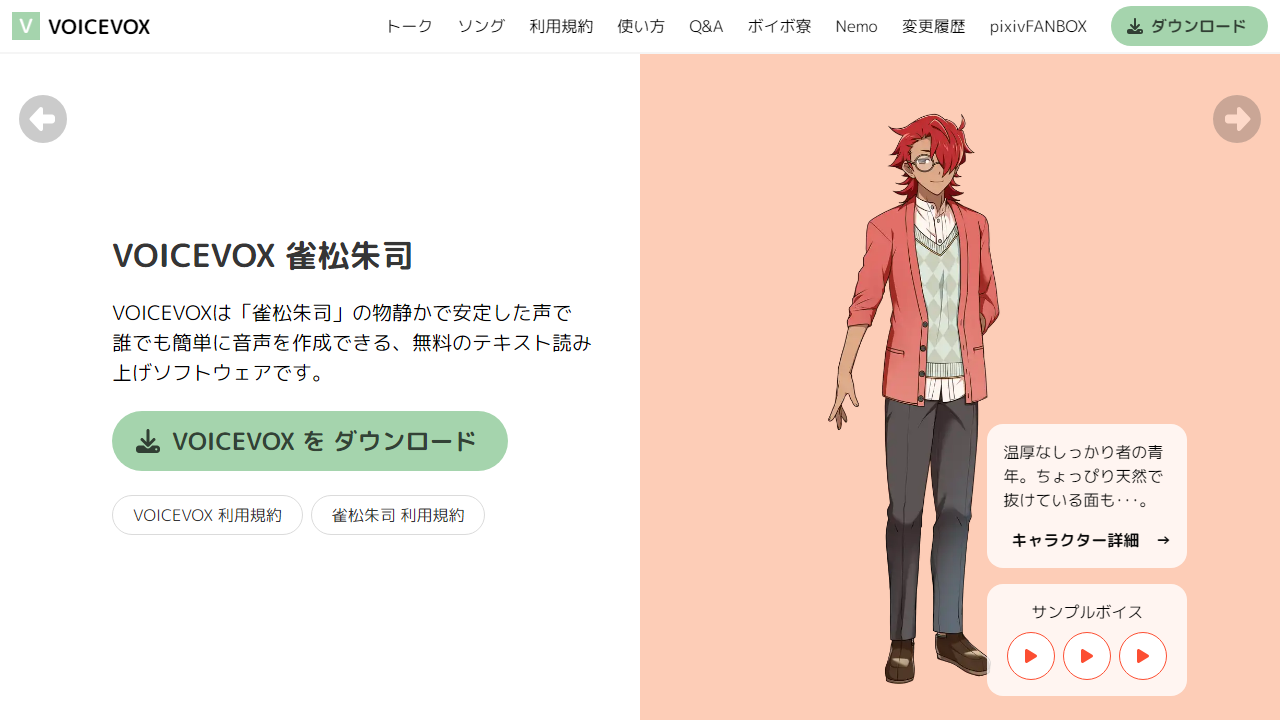 V VOICEVOX
トーク ソング 利用規約 使い方 Q&A ボイボ寮 Nemo 変更履歴 pixivFANBOX ダウンロード
VOICEVOX 雀松朱司
VOICEVOXは「雀松朱司」の物静かで安定した声で
誰でも簡単に音声を作成できる、無料のテキスト読み
上げソフトウェアです。
VOICEVOX を ダウンロード
VOICEVOX 利用規約 雀松朱司 利用規約
温厚なしっかり者の青
年。ちょっぴり天然で
抜けている面も･･･。
キャラクター詳細 →
サンプルボイス